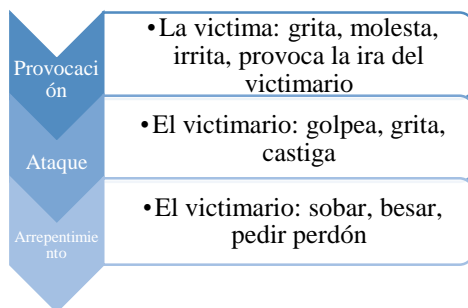 Provocaci
ón
•La victima: grita, molesta,
irrita, provoca la ira del
victimario
Ataque
•El victimario: golpea, grita,
castiga
Arrepentimie
nto
•El victimario: sobar, besar,
pedir perdón